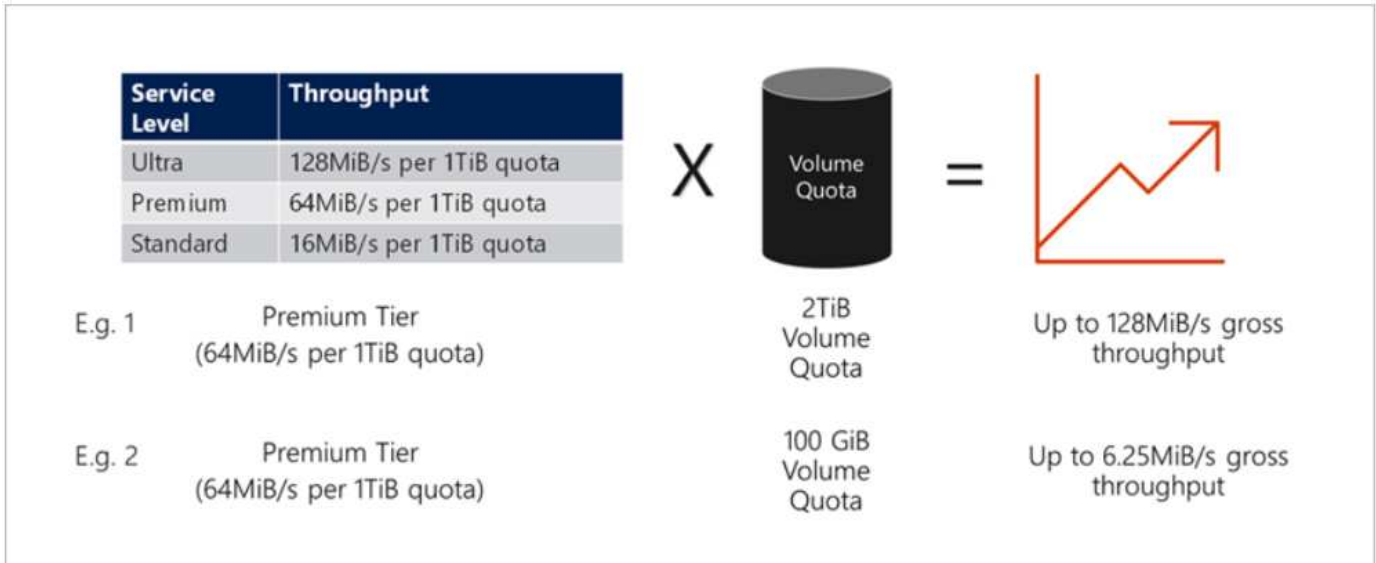 Service Level Throughput
Ultra 128MiB/s per 1TiB quota
Premium 64MiB/s per 1TiB quota
Standard 16MiB/s per 1TiB quota
X
Volume
Quota
=
E.g. 1
Premium Tier
(64MiB/s per 1TiB quota)
2TiB
Volume
Quota
Up to 128MiB/s gross
throughput
E.g. 2
Premium Tier
(64MiB/s per 1TiB quota)
100 GiB
Volume
Quota
Up to 6.25MiB/s gross
throughput